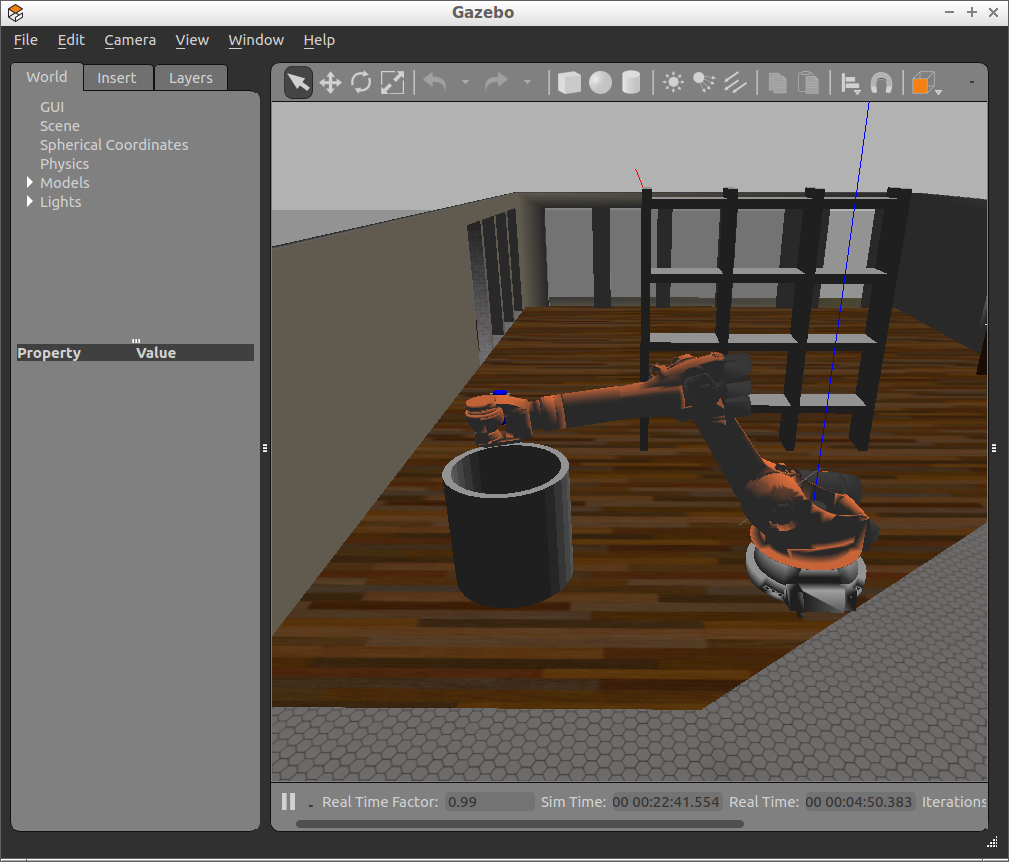 Gazebo
File Edit Camera View Window Help
World Insert Layers
GUI
Scene
Spherical Coordinates
Physics
Models
Lights
Property Value
Real Time Factor: 0.99 Sim Time: 00 00:22:41.554 Real Time: 00 00:04:50.383 Iterations